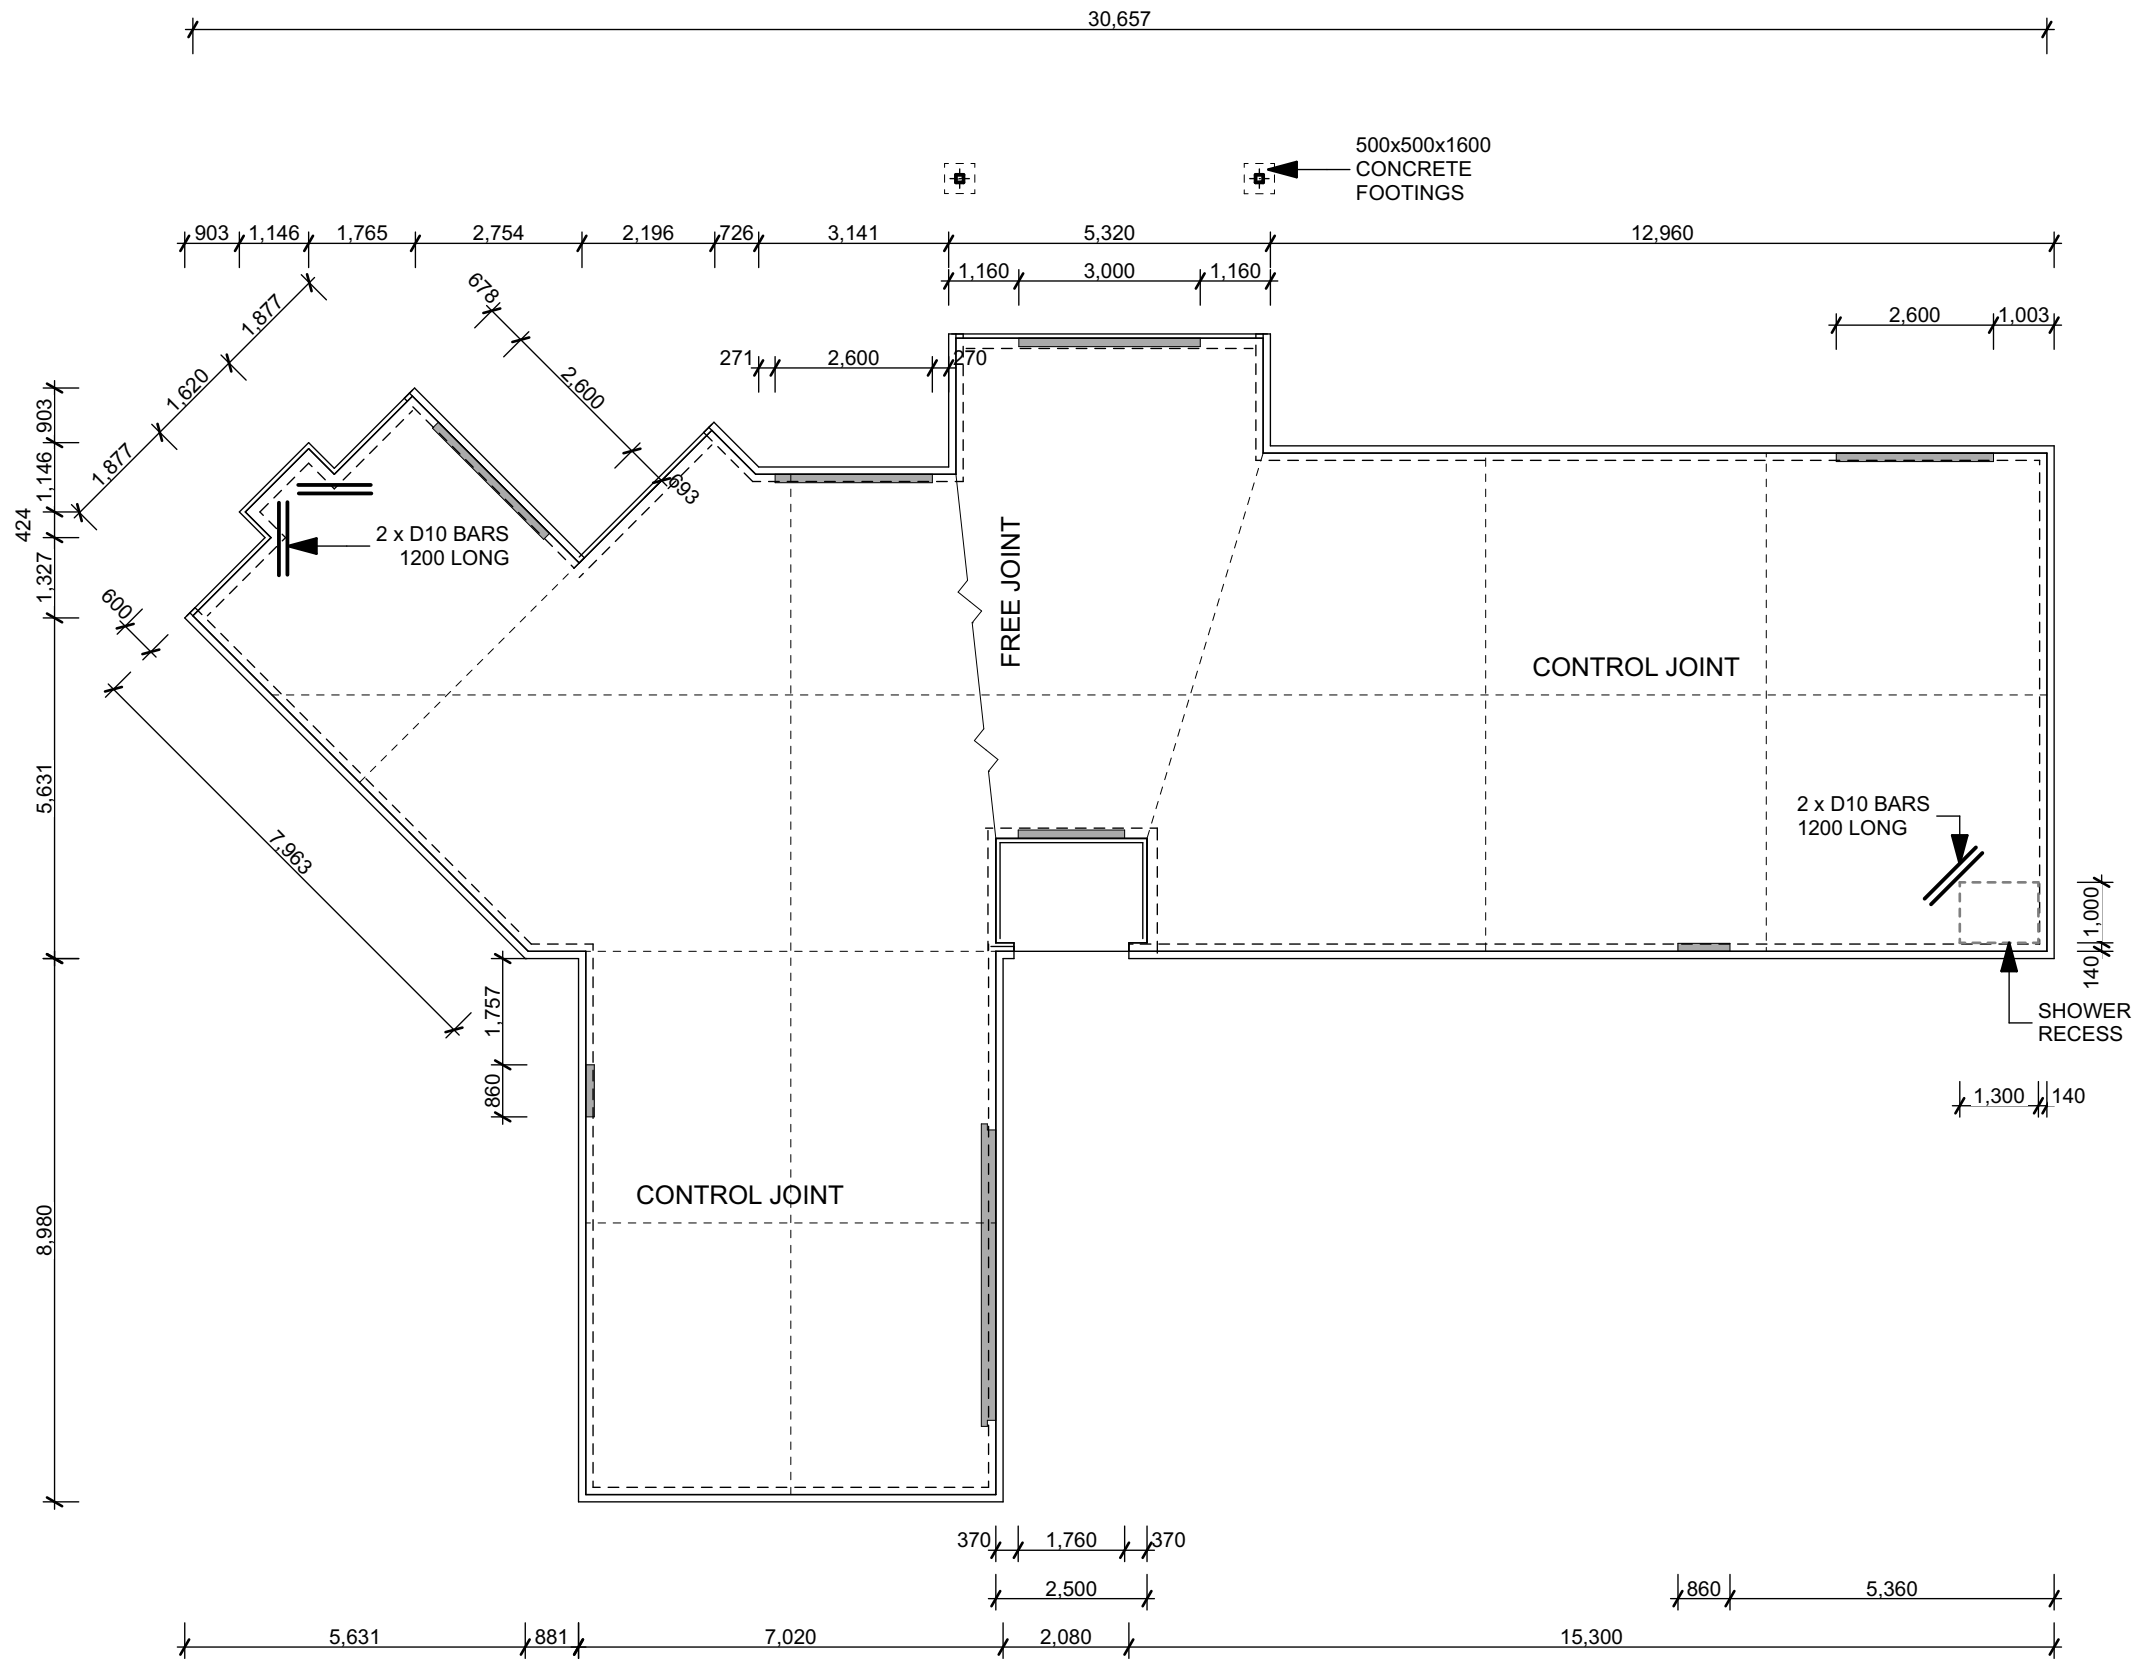 30,657
500x500x1600
CONCRETE
FOOTINGS
903 1,146 1,765 2,754 2,196 726 3,141 5,320 12,960
1,160 3,000 1,160
2,600 1,003
678
1,877
271 2,600 270
2,600
1,620
903
1,877
1,146
693
424
2 x D10 BARS
1200 LONG
1,327
FREE JOINT
600
CONTROL JOINT
5,631
2 x D10 BARS
1200 LONG
7,963
1,000
140
1,757
SHOWER
RECESS
860
1,300 140
CONTROL JOINT
8,980
370 1,760 370
2,500
860 5,360
5,631 881 7,020 2,080 15,300